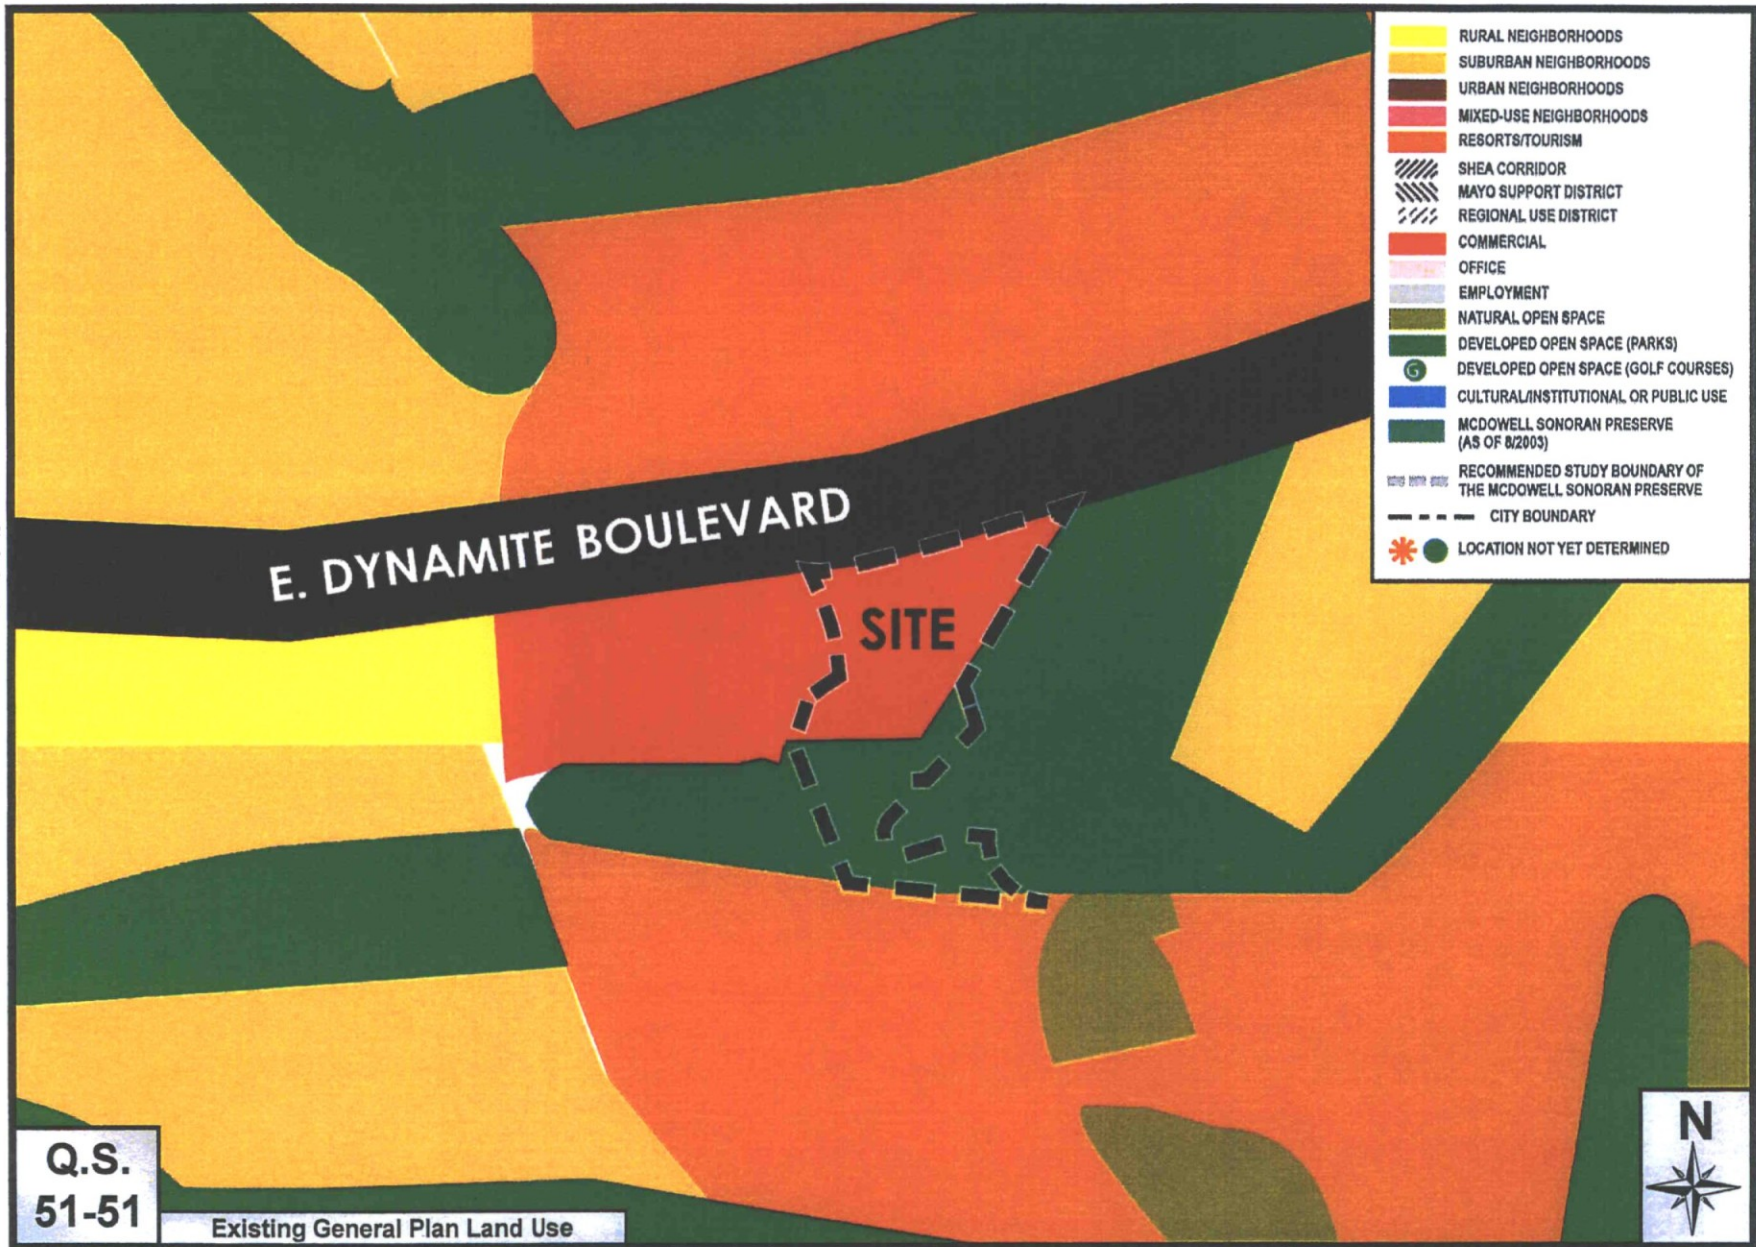 RURAL NEIGHBORHOODS
SUBURBAN NEIGHBORHOODS
URBAN NEIGHBORHOODS
MIXED-USE NEIGHBORHOODS
RESORTS/TOURISM
SHEA CORRIDOR
MAYO SUPPORT DISTRICT
REGIONAL USE DISTRICT
COMMERCIAL
OFFICE
EMPLOYMENT
NATURAL OPEN SPACE
DEVELOPED OPEN SPACE (PARKS)
G DEVELOPED OPEN SPACE (GOLF COURSES)
CULTURAL/INSTITUTIONAL OR PUBLIC USE
MCDOWELL SONORAN PRESERVE
(AS OF 8/2003)
RECOMMENDED STUDY BOUNDARY OF
THE MCDOWELL SONORAN PRESERVE
CITY BOUNDARY
LOCATION NOT YET DETERMINED
E. DYNAMITE BOULEVARD
SITE
Q.S.
51-51
Existing General Plan Land Use
N